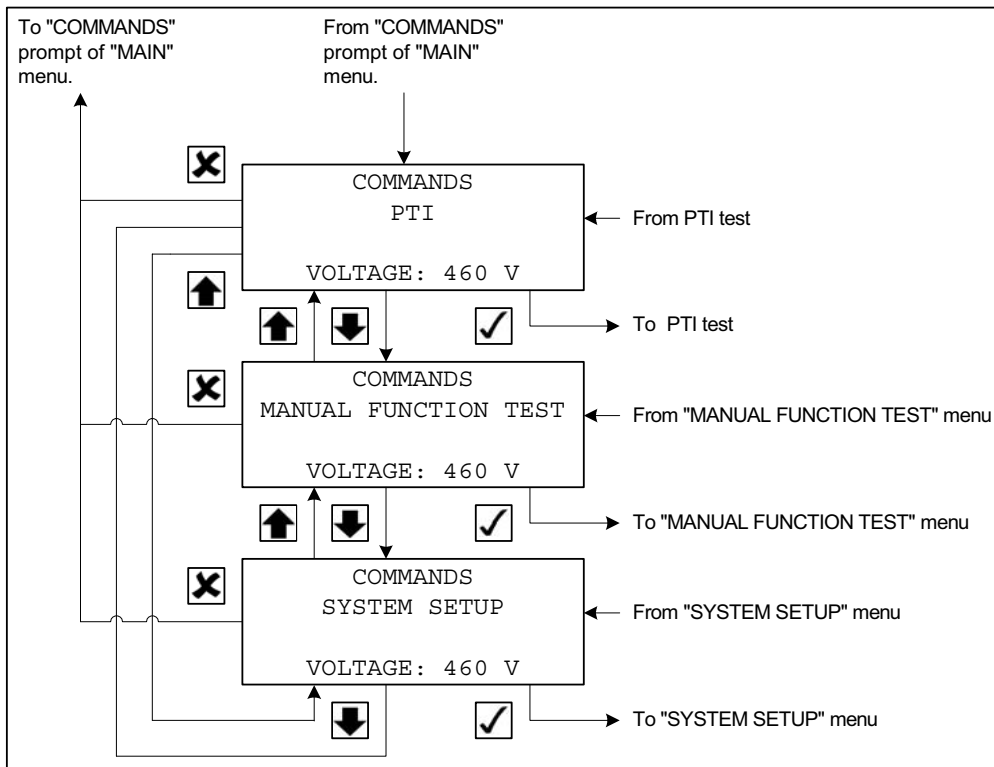 To "COMMANDS"
prompt of "MAIN"
menu.
From "COMMANDS"
prompt of "MAIN"
menu.
COMMANDS
PTI
VOLTAGE: 460 V
From PTI test
To PTI test
COMMANDS
MANUAL FUNCTION TEST
VOLTAGE: 460 V
From "MANUAL FUNCTION TEST" menu
To "MANUAL FUNCTION TEST" menu
COMMANDS
SYSTEM SETUP
VOLTAGE: 460 V
From "SYSTEM SETUP" menu
To "SYSTEM SETUP" menu